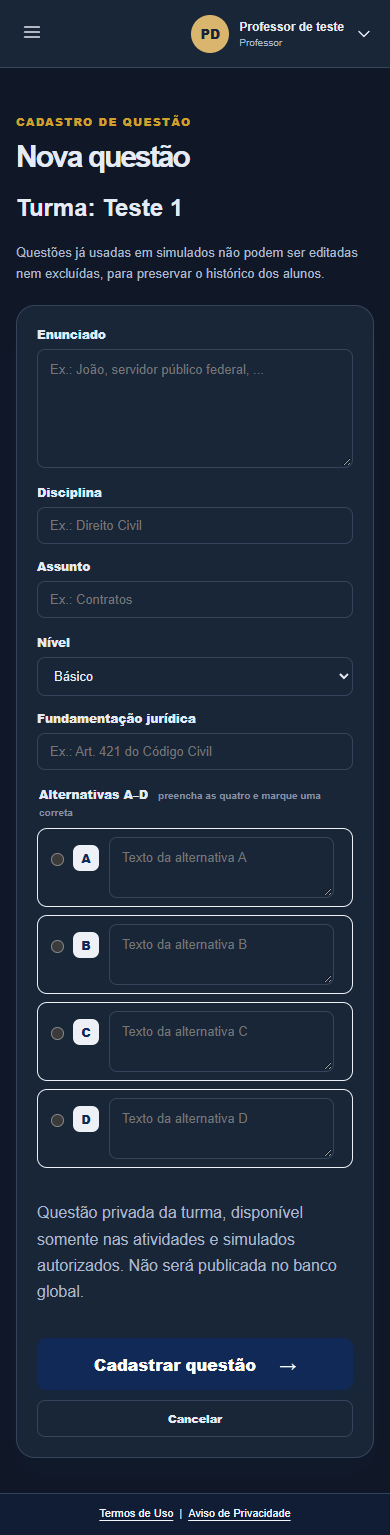 PD
Professor de teste
Professor
CADASTRO DE QUESTÃO
Nova questão
Turma: Teste 1
Questões já usadas em simulados não podem ser editadas
nem excluídas, para preservar o histórico dos alunos.
Enunciado
Ex.: João, servidor público federal, ...
Disciplina
Ex.: Direito Civil
Assunto
Ex.: Contratos
Nível
Básico
Fundamentação jurídica
Ex.: Art. 421 do Código Civil
Alternativas A–D preencha as quatro e marque uma
correta
A Texto da alternativa A
B Texto da alternativa B
C Texto da alternativa C
D Texto da alternativa D
Questão privada da turma, disponível
somente nas atividades e simulados
autorizados. Não será publicada no banco
global.
Cadastrar questão →
Cancelar
Termos de Uso | Aviso de Privacidade